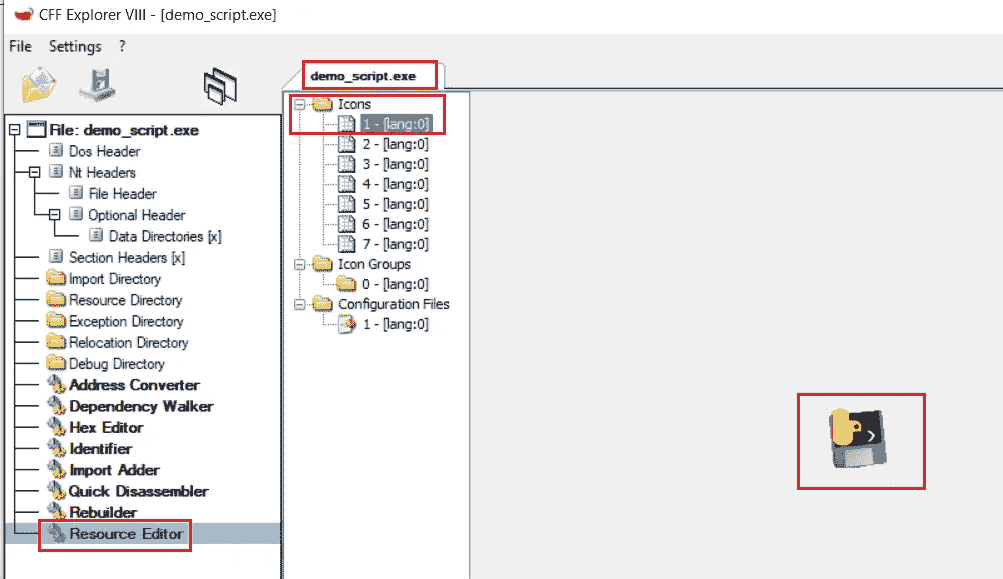 CFF Explorer VIII - [demo_script.exe]
File Settings ?
demo_script.exe
File: demo_script.exe
Dos Header
Nt Headers
File Header
Optional Header
Data Directories [x]
Section Headers [x]
Import Directory
Resource Directory
Exception Directory
Relocation Directory
Debug Directory
Address Converter
Dependency Walker
Hex Editor
Identifier
Import Adder
Quick Disassembler
Rebuilder
Resource Editor
Icons
1 - [lang:0]
2 - [lang:0]
3 - [lang:0]
4 - [lang:0]
5 - [lang:0]
6 - [lang:0]
7 - [lang:0]
Icon Groups
0 - [lang:0]
Configuration Files
1 - [lang:0]